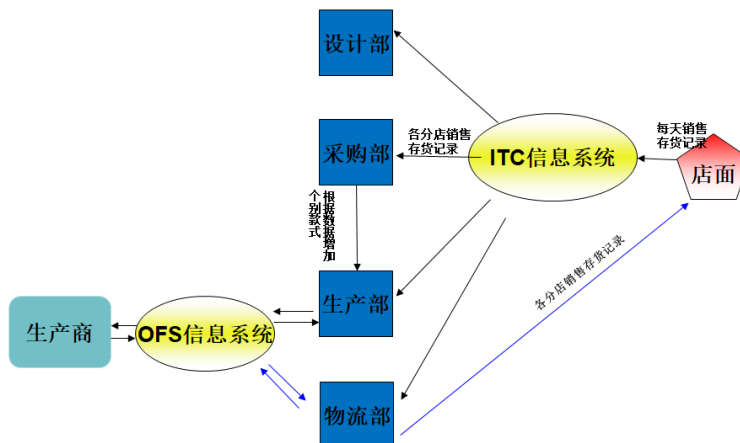 设计部
各分店销售
存货记录
每天销售
存货记录
采购部
ITC信息系统
店面
根据数据增加
个别款式
各分店销售存货记录
生产部
生产商
OFS信息系统
物流部